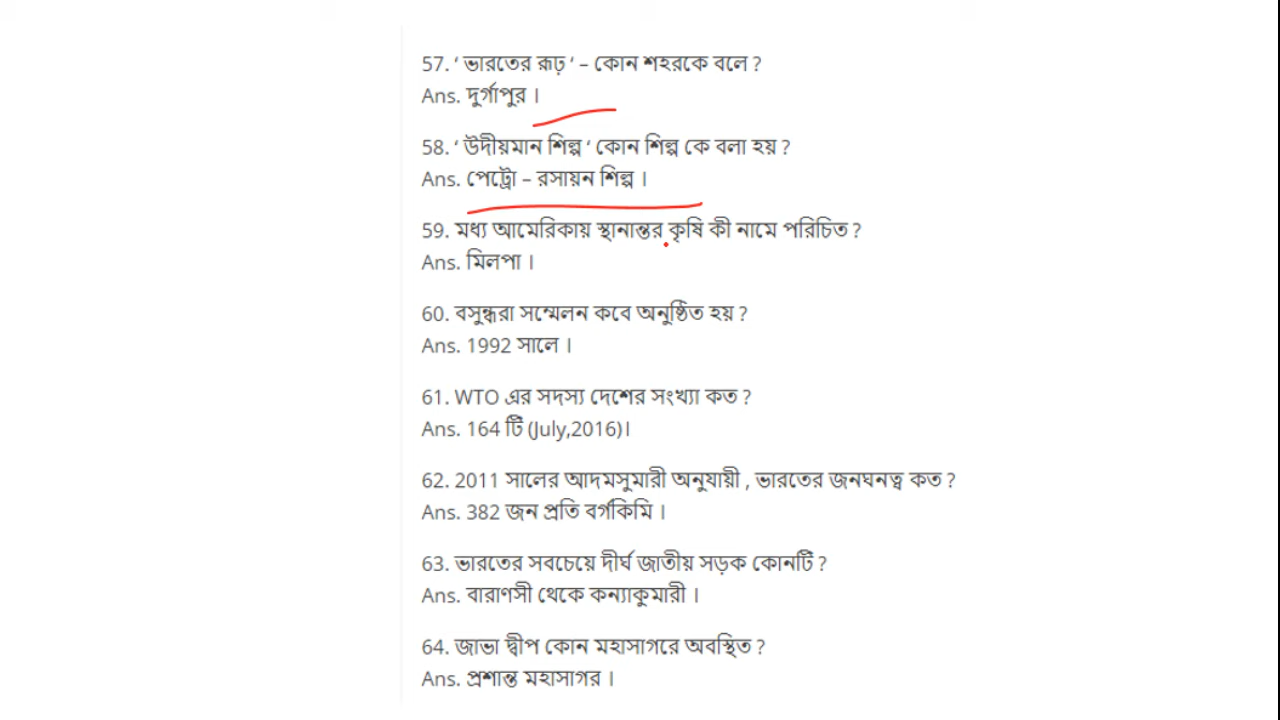 57. ‘ ভারতের রূঢ় ‘ – কোন শহরকে বলে ?
Ans. দুর্গাপুর ।
58. ‘ উদীয়মান শিল্প ‘ কোন শিল্প কে বলা হয় ?
Ans. পেট্রো – রসায়ন শিল্প ।
59. মধ্য আমেরিকায় স্থানান্তর কৃষি কী নামে পরিচিত ?
Ans. মিলপা ।
60. বসুন্ধরা সম্মেলন কবে অনুষ্ঠিত হয় ?
Ans. 1992 সালে ।
61. WTO এর সদস্য দেশের সংখ্যা কত ?
Ans. 164 টি (July,2016)।
62. 2011 সালের আদমসুমারী অনুযায়ী , ভারতের জনঘনত্ব কত ?
Ans. 382 জন প্রতি বর্গকিমি ।
63. ভারতের সবচেয়ে দীর্ঘ জাতীয় সড়ক কোনটি ?
Ans. বারাণসী থেকে কন্যাকুমারী ।
64. জাভা দ্বীপ কোন মহাসাগরে অবস্থিত ?
Ans. প্রশান্ত মহাসাগর ।